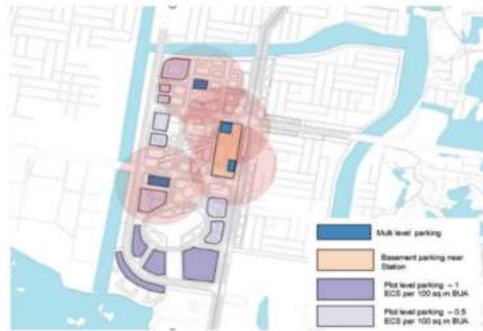 Multi level parking
Basement parking near
Station
Plot level parking – 1
ECS per 100 sq m BUA
Plot level parking – 0.5
ECS per 100 sq m BUA